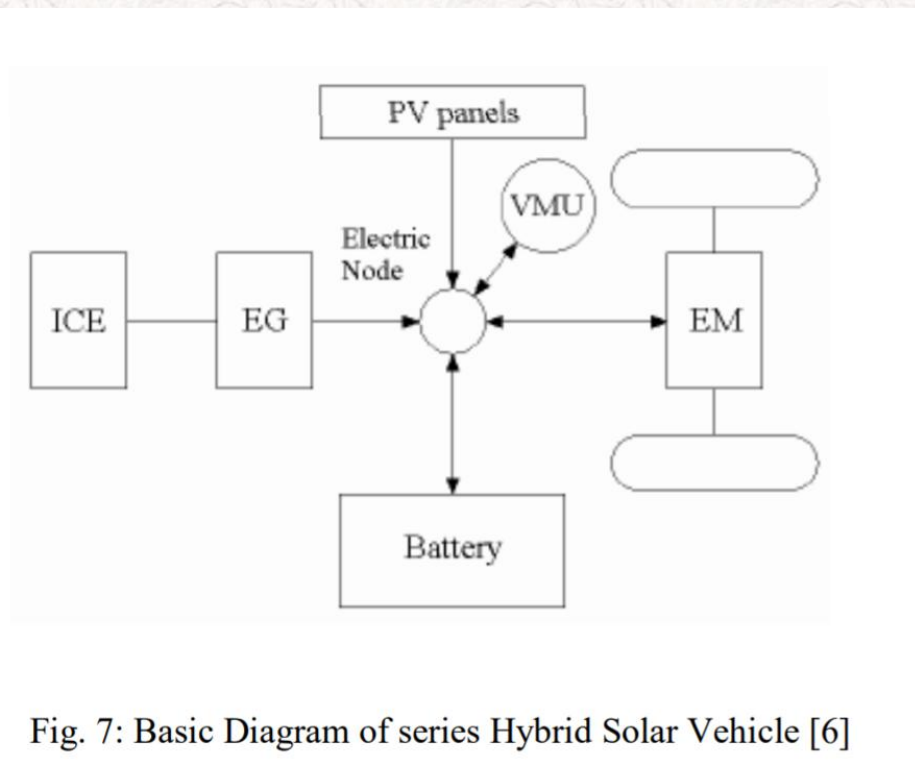 PV panels
VMU
Electric
Node
ICE
EG
EM
Battery
Fig. 7: Basic Diagram of series Hybrid Solar Vehicle [6]